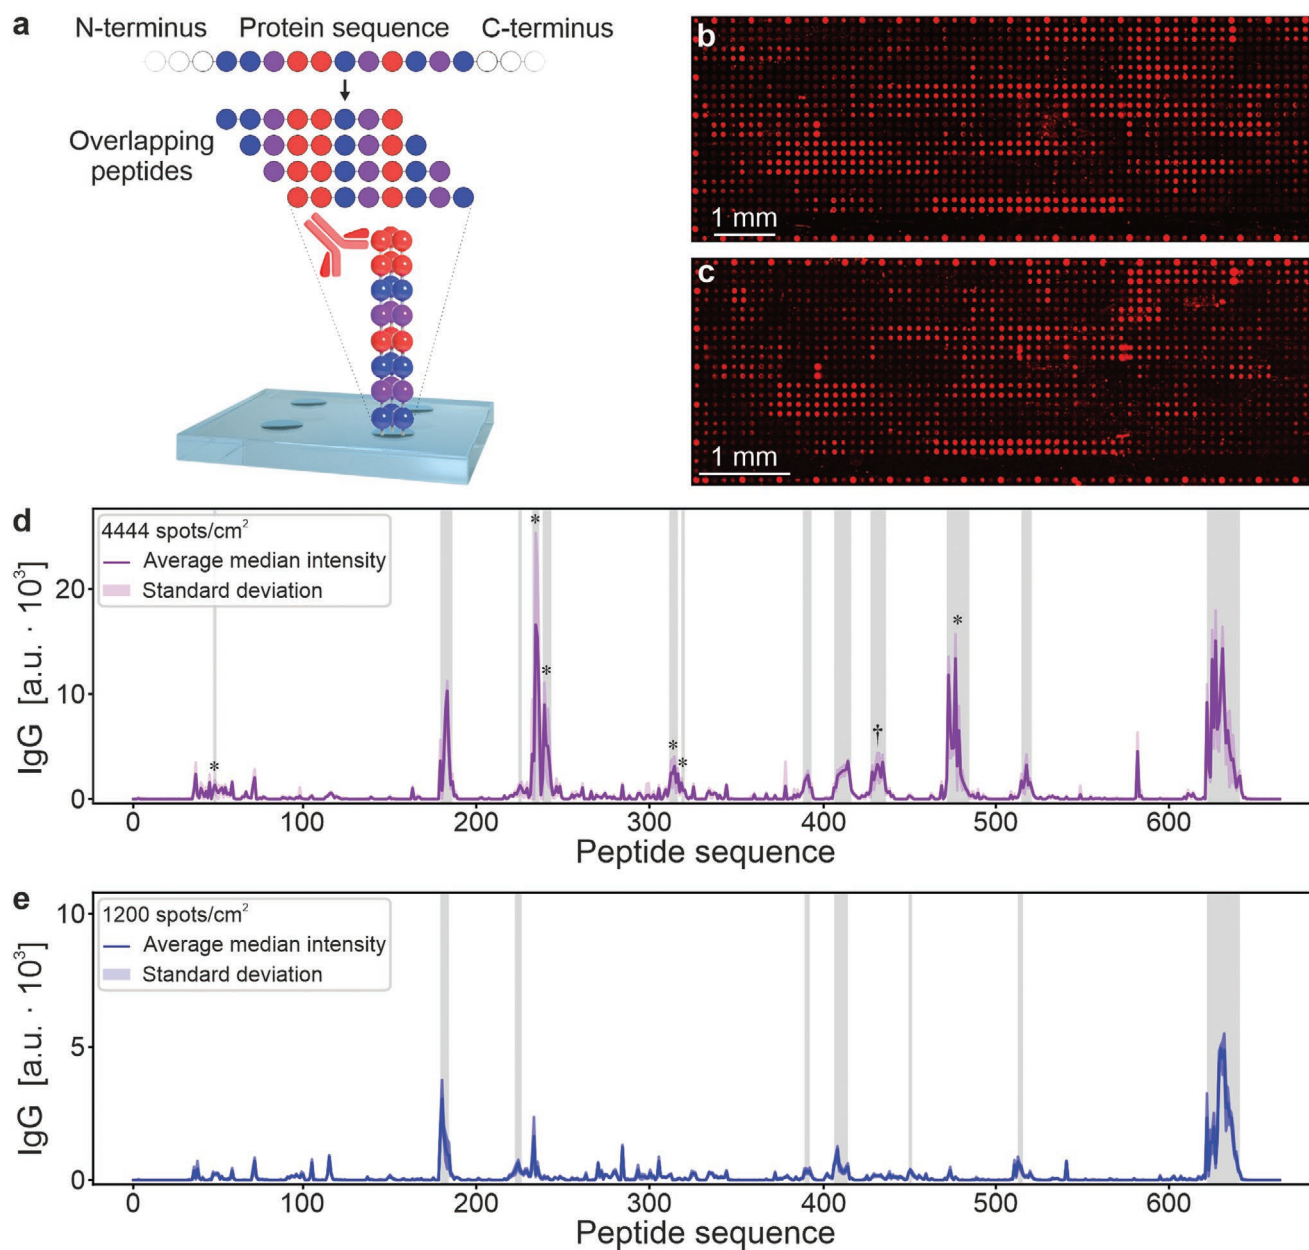 a
N-terminus Protein sequence C-terminus
Overlapping
peptides
b
1 mm
c
1 mm
d
4444 spots/cm²
Average median intensity
Standard deviation
*
*
*
*
*
†
*
IgG [a.u. · 10³]
20
10
0
0 100 200 300 400 500 600
Peptide sequence
e
1200 spots/cm²
Average median intensity
Standard deviation
IgG [a.u. · 10³]
10
5
0
0 100 200 300 400 500 600
Peptide sequence